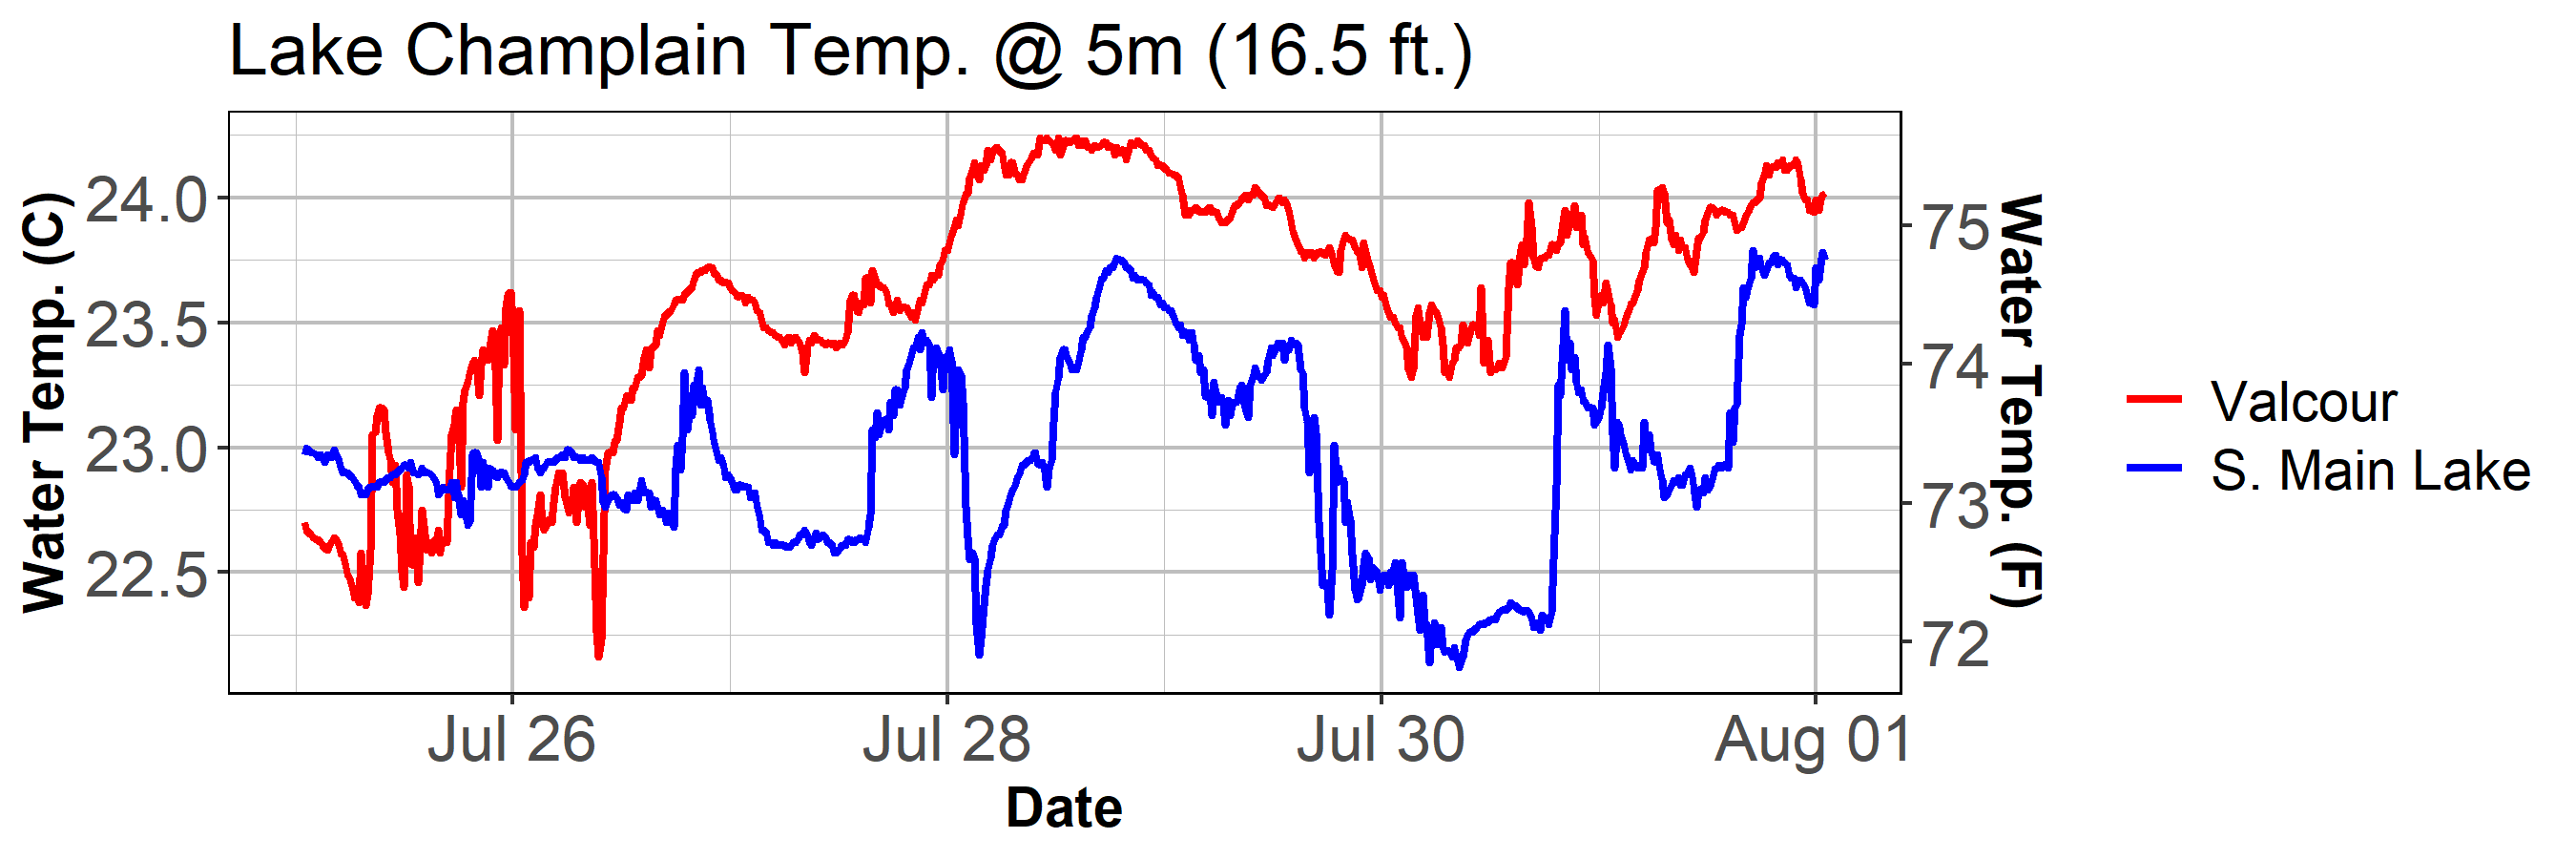 Lake Champlain Temp. @ 5m (16.5 ft.)
Water Temp. (C)
24.0
23.5
23.0
22.5
75
74
73
72
Water Temp. (F)
Jul 26
Jul 28
Jul 30
Aug 01
Date
Valcour
S. Main Lake